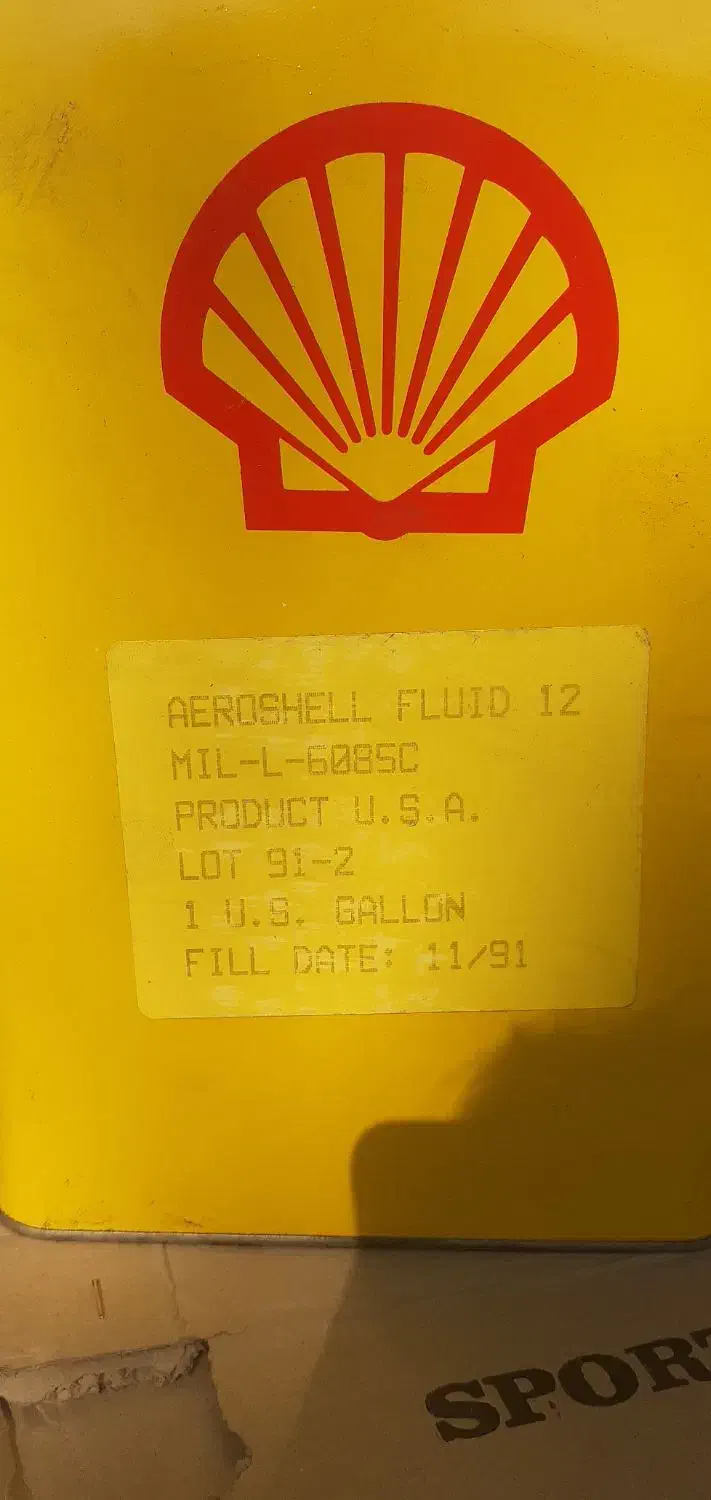 AEROSHELL FLUID 12
MIL-L-6085C
PRODUCT U.S.A.
LOT 91-2
1 U.S. GALLON
FILL DATE: 11/91
SPORT